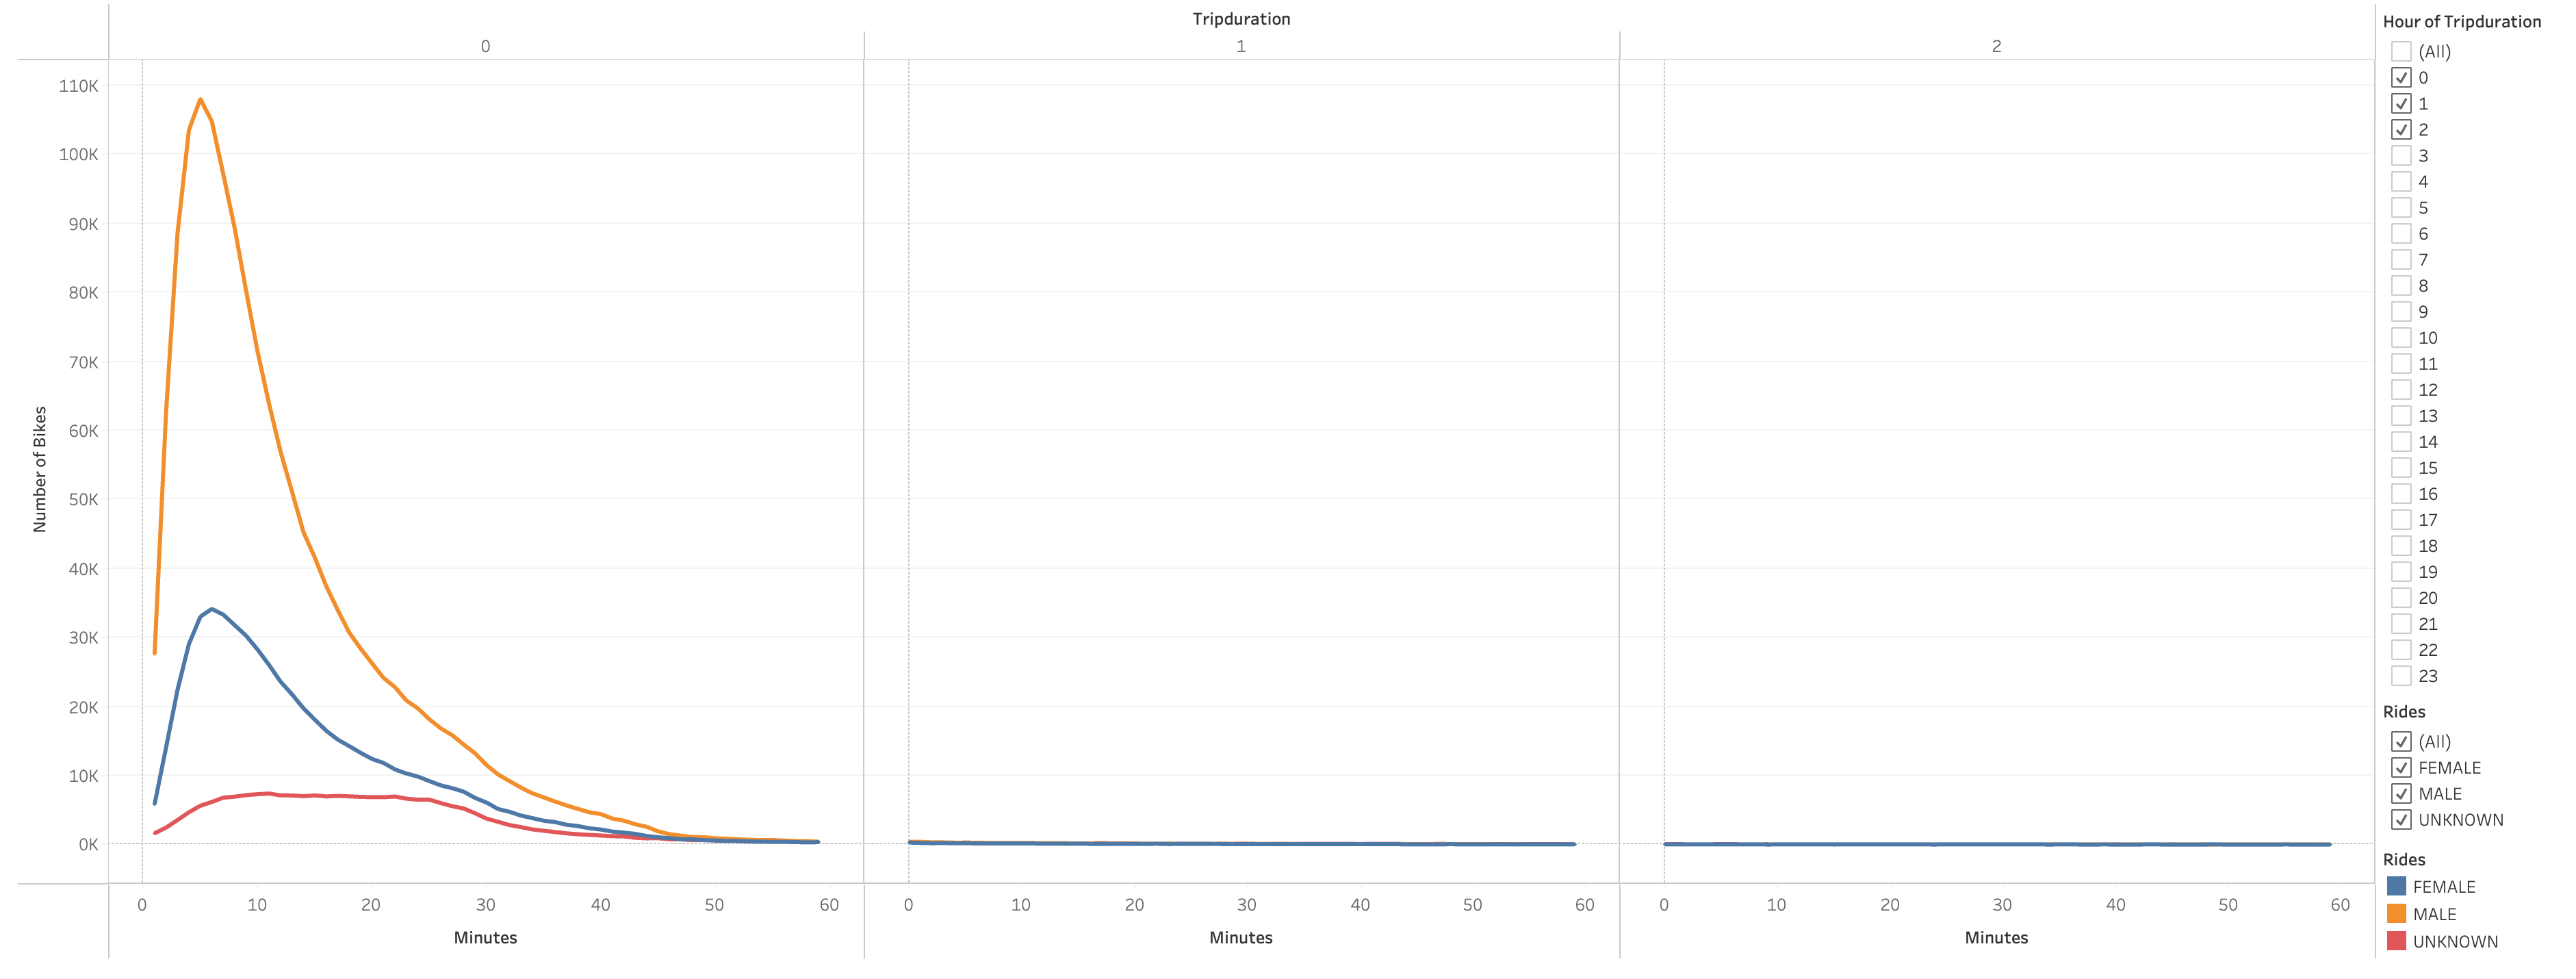 Tripduration
0 1 2
110K
100K
90K
80K
70K
60K
50K
40K
30K
20K
10K
0K
Number of Bikes
0 10 20 30 40 50 60 0 10 20 30 40 50 60 0 10 20 30 40 50 60
Minutes Minutes Minutes
Hour of Tripduration
(All)
0
1
2
3
4
5
6
7
8
9
10
11
12
13
14
15
16
17
18
19
20
21
22
23
Rides
(All)
FEMALE
MALE
UNKNOWN
Rides
FEMALE
MALE
UNKNOWN